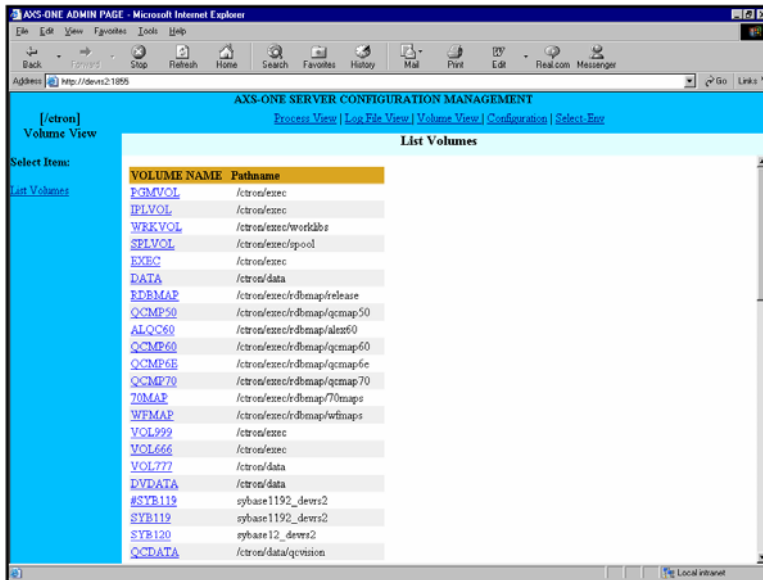 AXS-ONE ADMIN PAGE - Microsoft Internet Explorer
File Edit View Favorites Tools Help
Back Forward Stop Refresh Home Search Favorites History Mail Print Edit Real.com Messenger
Address http://devrs2:1855 Go Links
AXS-ONE SERVER CONFIGURATION MANAGEMENT
[/ctron] Process View | Log File View | Volume View | Configuration | Select-Env
Volume View
List Volumes
Select Item:
List Volumes
VOLUME NAME Pathname
PGMVOL /ctron/exec
IPLVOL /ctron/exec
WRKVOL /ctron/exec/worklibs
SPLVOL /ctron/exec/spool
EXEC /ctron/exec
DATA /ctron/data
RDBMAP /ctron/exec/rdbmap/release
QCMP50 /ctron/exec/rdbmap/qcmap50
ALQC60 /ctron/exec/rdbmap/alex60
QCMP60 /ctron/exec/rdbmap/qcmap60
QCMP6E /ctron/exec/rdbmap/qcmap6e
QCMP70 /ctron/exec/rdbmap/qcmap70
70MAP /ctron/exec/rdbmap/70maps
WFMAP /ctron/exec/rdbmap/wfmaps
VOL999 /ctron/exec
VOL666 /ctron/exec
VOL777 /ctron/data
DVDATA /ctron/data
#SYB119 sybase1192_devrs2
SYB119 sybase1192_devrs2
SYB120 sybase12_devrs2
QCDATA /ctron/data/qcvision
Local intranet